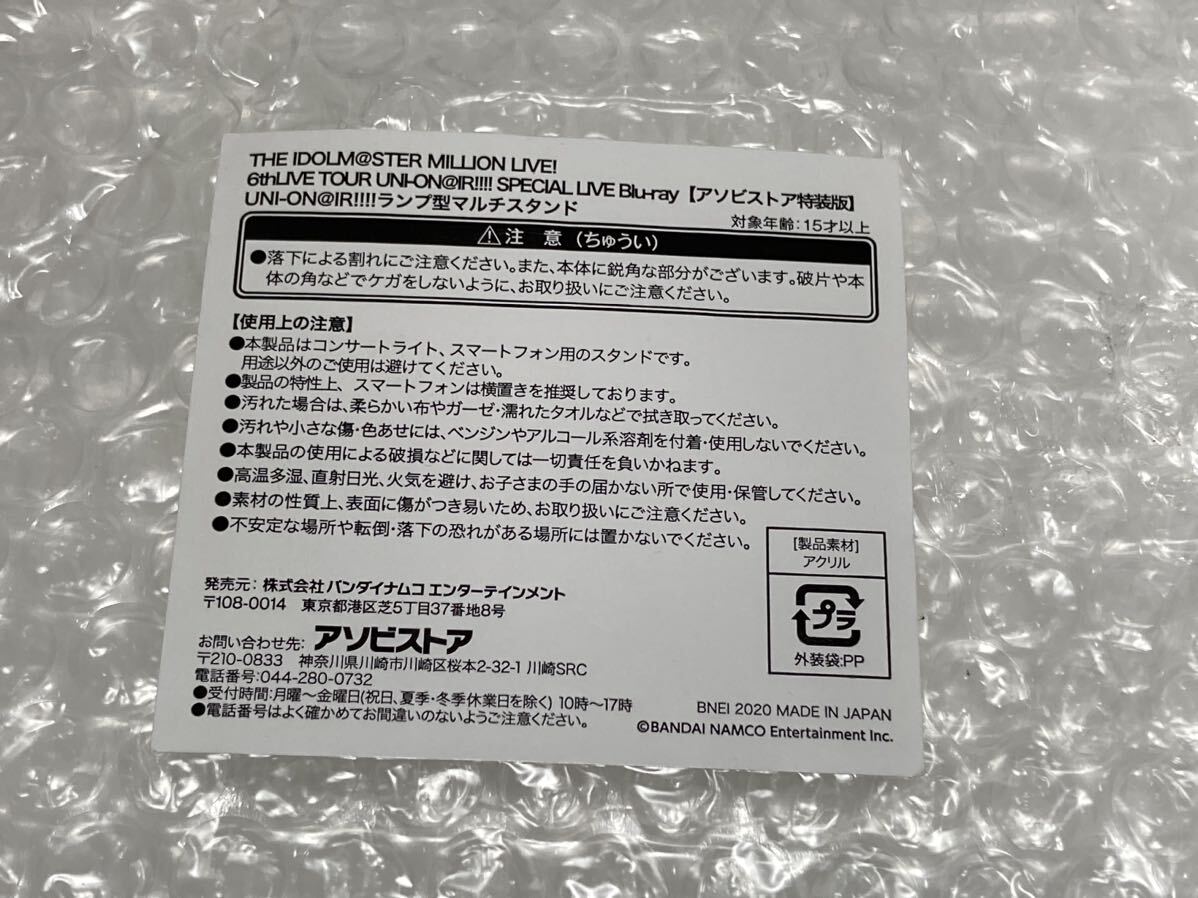 THE IDOLM@STER MILLION LIVE!
6thLIVE TOUR UNI-ON@IR!!!! SPECIAL LIVE Blu-ray【アソビストア特装版】
UNI-ON@IR!!!!ランプ型マルチスタンド
対象年齢:15才以上
⚠注 意(ちゅうい)
●落下による割れにご注意ください。また、本体に鋭角な部分がございます。破片や本
体の角などでケガをしないように、お取り扱いにご注意ください。
【使用上の注意】
●本製品はコンサートライト、スマートフォン用のスタンドです。
用途以外のご使用は避けてください。
●製品の特性上、スマートフォンは横置きを推奨しております。
●汚れた場合は、柔らかい布やガーゼ・濡れたタオルなどで拭き取ってください。
●汚れや小さな傷・色あせには、ベンジンやアルコール系溶剤を付着・使用しないでください。
●本製品の使用による破損などに関しては一切責任を負いかねます。
●高温多湿、直射日光、火気を避け、お子さまの手の届かない所で使用・保管してください。
●素材の性質上、表面に傷がつき易いため、お取り扱いにご注意ください。
●不安定な場所や転倒・落下の恐れがある場所には置かないでください。
[製品素材]
アクリル
プラ
外装袋:PP
発売元:株式会社 バンダイナムコ エンターテインメント
〒108-0014 東京都港区芝5丁目37番地8号
お問い合わせ先:アソビストア
〒210-0833 神奈川県川崎市川崎区桜本2-32-1 川崎SRC
電話番号:044-280-0732
●受付時間:月曜～金曜日(祝日、夏季・冬季休業日を除く) 10時～17時
●電話番号はよく確かめてお間違いのないようご注意ください。
BNEI 2020 MADE IN JAPAN
©BANDAI NAMCO Entertainment Inc.